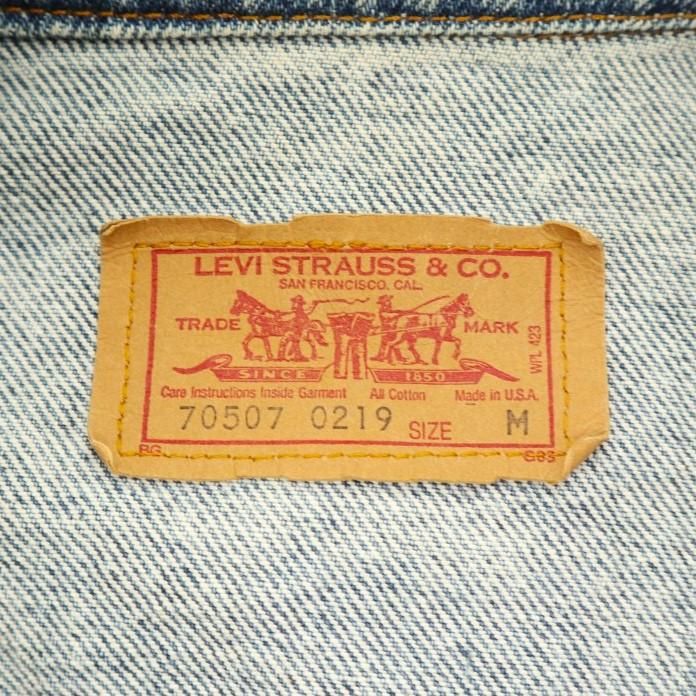 LEVI STRAUSS & CO.
SAN FRANCISCO, CAL.
TRADE MARK
SINCE 1850
WPL 423
Care Instructions Inside Garment All Cotton Made in U.S.A.
70507 0219 SIZE M
BG